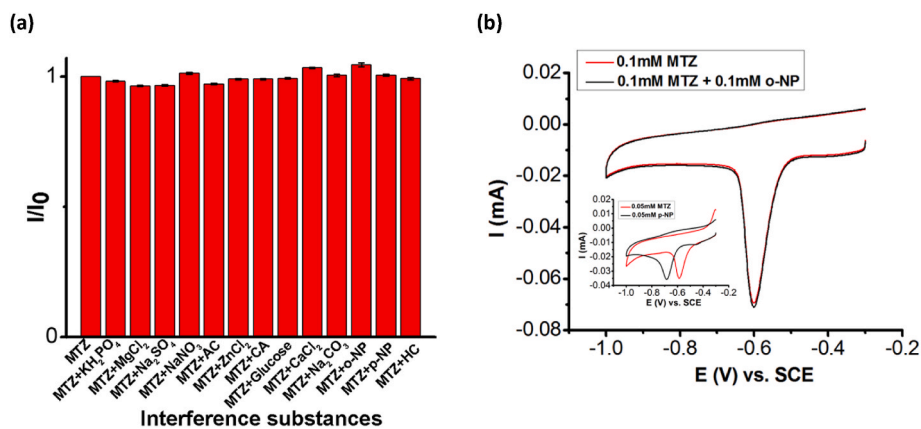 (a)
(b)
I/I0
1
0
MTZ
MTZ+KH2PO4
MTZ+MgCl2
MTZ+Na2SO4
MTZ+NaNO3
MTZ+AC
MTZ+ZnCl2
MTZ+CA
MTZ+Glucose
MTZ+CaCl2
MTZ+Na2CO3
MTZ+o-NP
MTZ+p-NP
MTZ+HC
Interference substances
0.1mM MTZ
0.1mM MTZ + 0.1mM o-NP
I (mA)
0.02
0.00
-0.02
-0.04
-0.06
-0.08
-1.0
-0.8
-0.6
-0.4
-0.2
E (V) vs. SCE
0.05mM MTZ
0.05mM p-NP
I (mA)
0.02
0.01
0.00
-0.01
-0.02
-0.03
-0.04
-1.0
-0.8
-0.6
-0.4
-0.2
E (V) vs. SCE